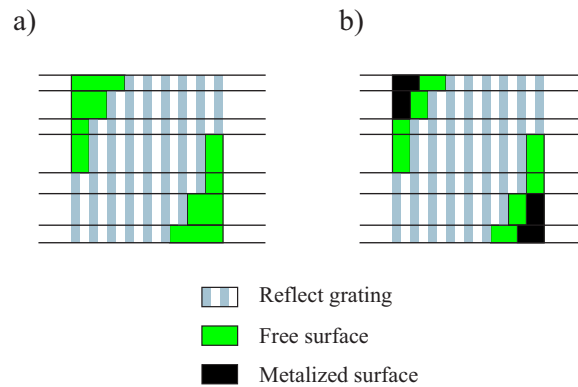 a)
b)
Reflect grating
Free surface
Metalized surface